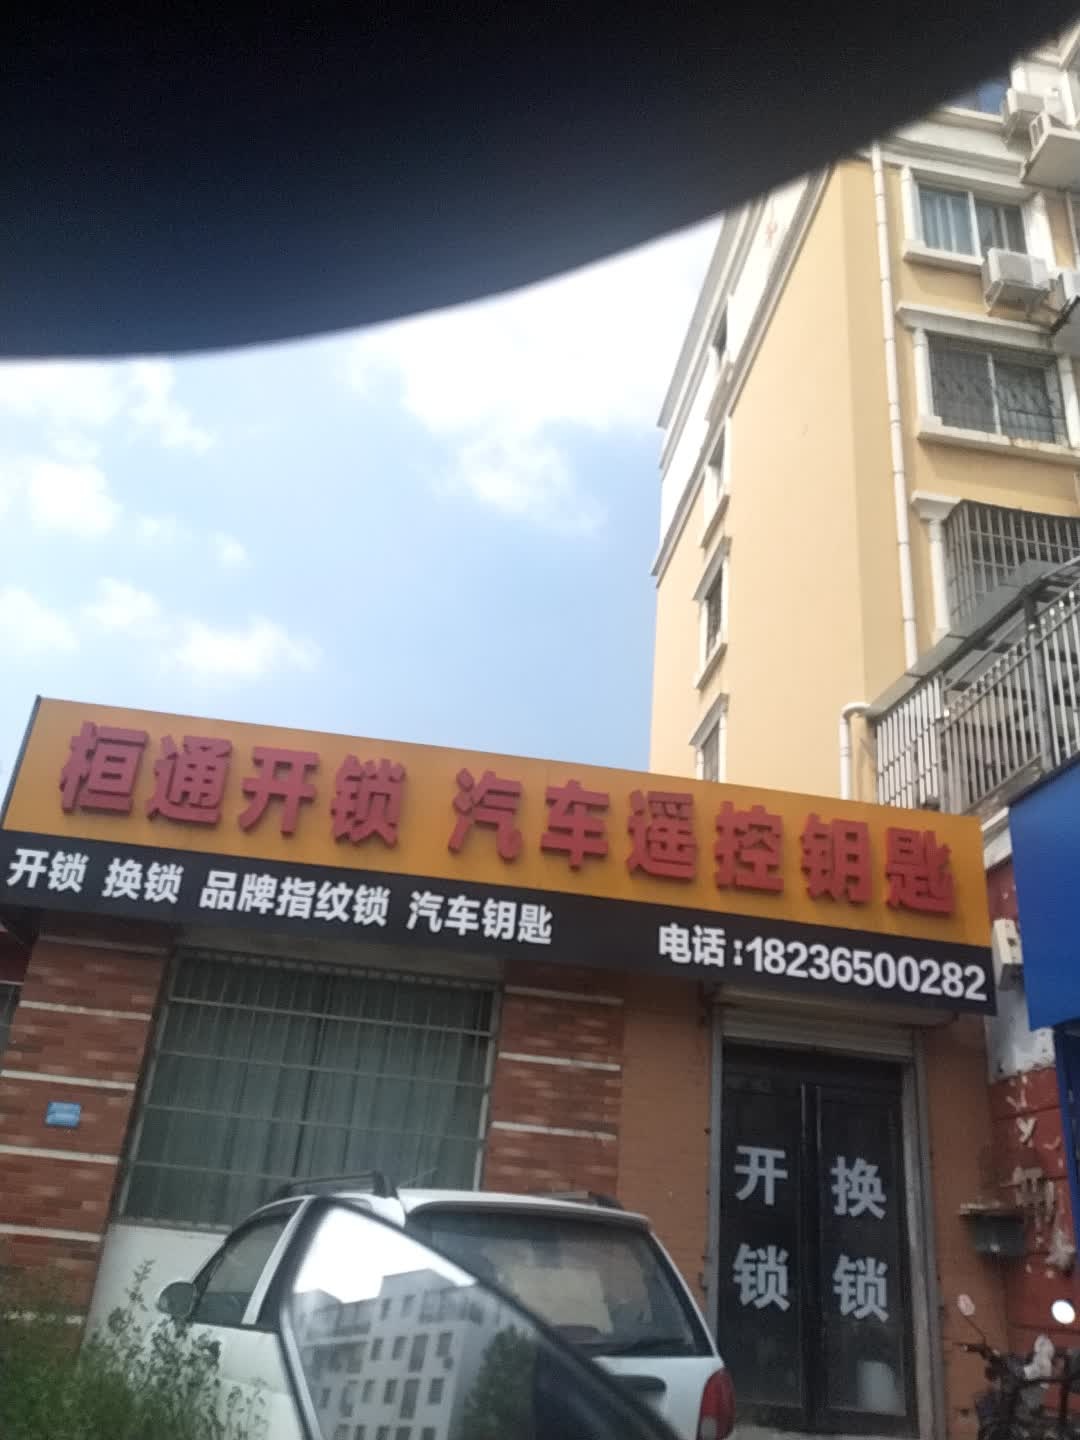 桓通开锁 汽车遥控钥匙
开锁 换锁 品牌指纹锁 汽车钥匙 电话:18236500282
开锁
换锁